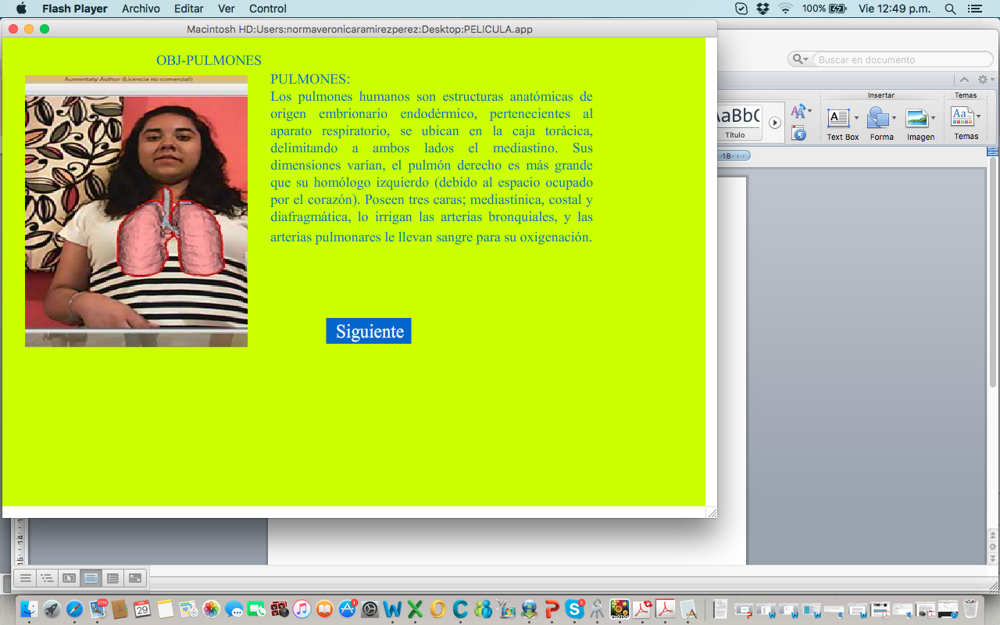 Flash Player Archivo Editar Ver Control 100% Vie 12:49 p.m.
Macintosh HD:Users:normaveronicaramirezperez:Desktop:PELICULA.app
Buscar en documento
OBJ-PULMONES
Aumentaty Author (Licencia no comercial)
PULMONES:
Los pulmones humanos son estructuras anatómicas de
origen embrionario endodérmico, pertenecientes al
aparato respiratorio, se ubican en la caja torácica,
delimitando a ambos lados el mediastino. Sus
dimensiones varían, el pulmón derecho es más grande
que su homólogo izquierdo (debido al espacio ocupado
por el corazón). Poseen tres caras; mediastínica, costal y
diafragmática, lo irrigan las arterias bronquiales, y las
arterias pulmonares le llevan sangre para su oxigenación.
Siguiente
Insertar Temas
AaBbC
Título
Text Box Forma Imagen Temas
18
14
15
29